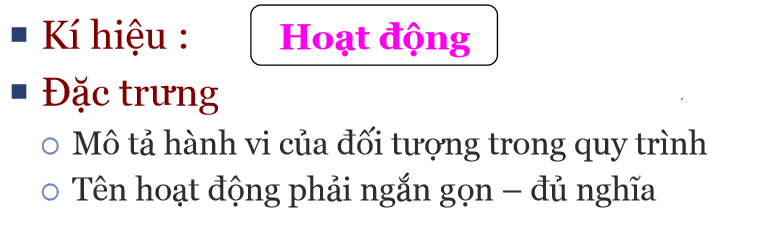 Kí hiệu : Hoạt động
Đặc trưng
Mô tả hành vi của đối tượng trong quy trình
Tên hoạt động phải ngắn gọn – đủ nghĩa